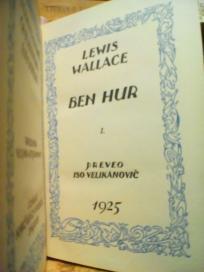 LEWIS
WALLACE
BEN HUR
I.
PREVEO
ISO VELIKANOVIĆ
1925